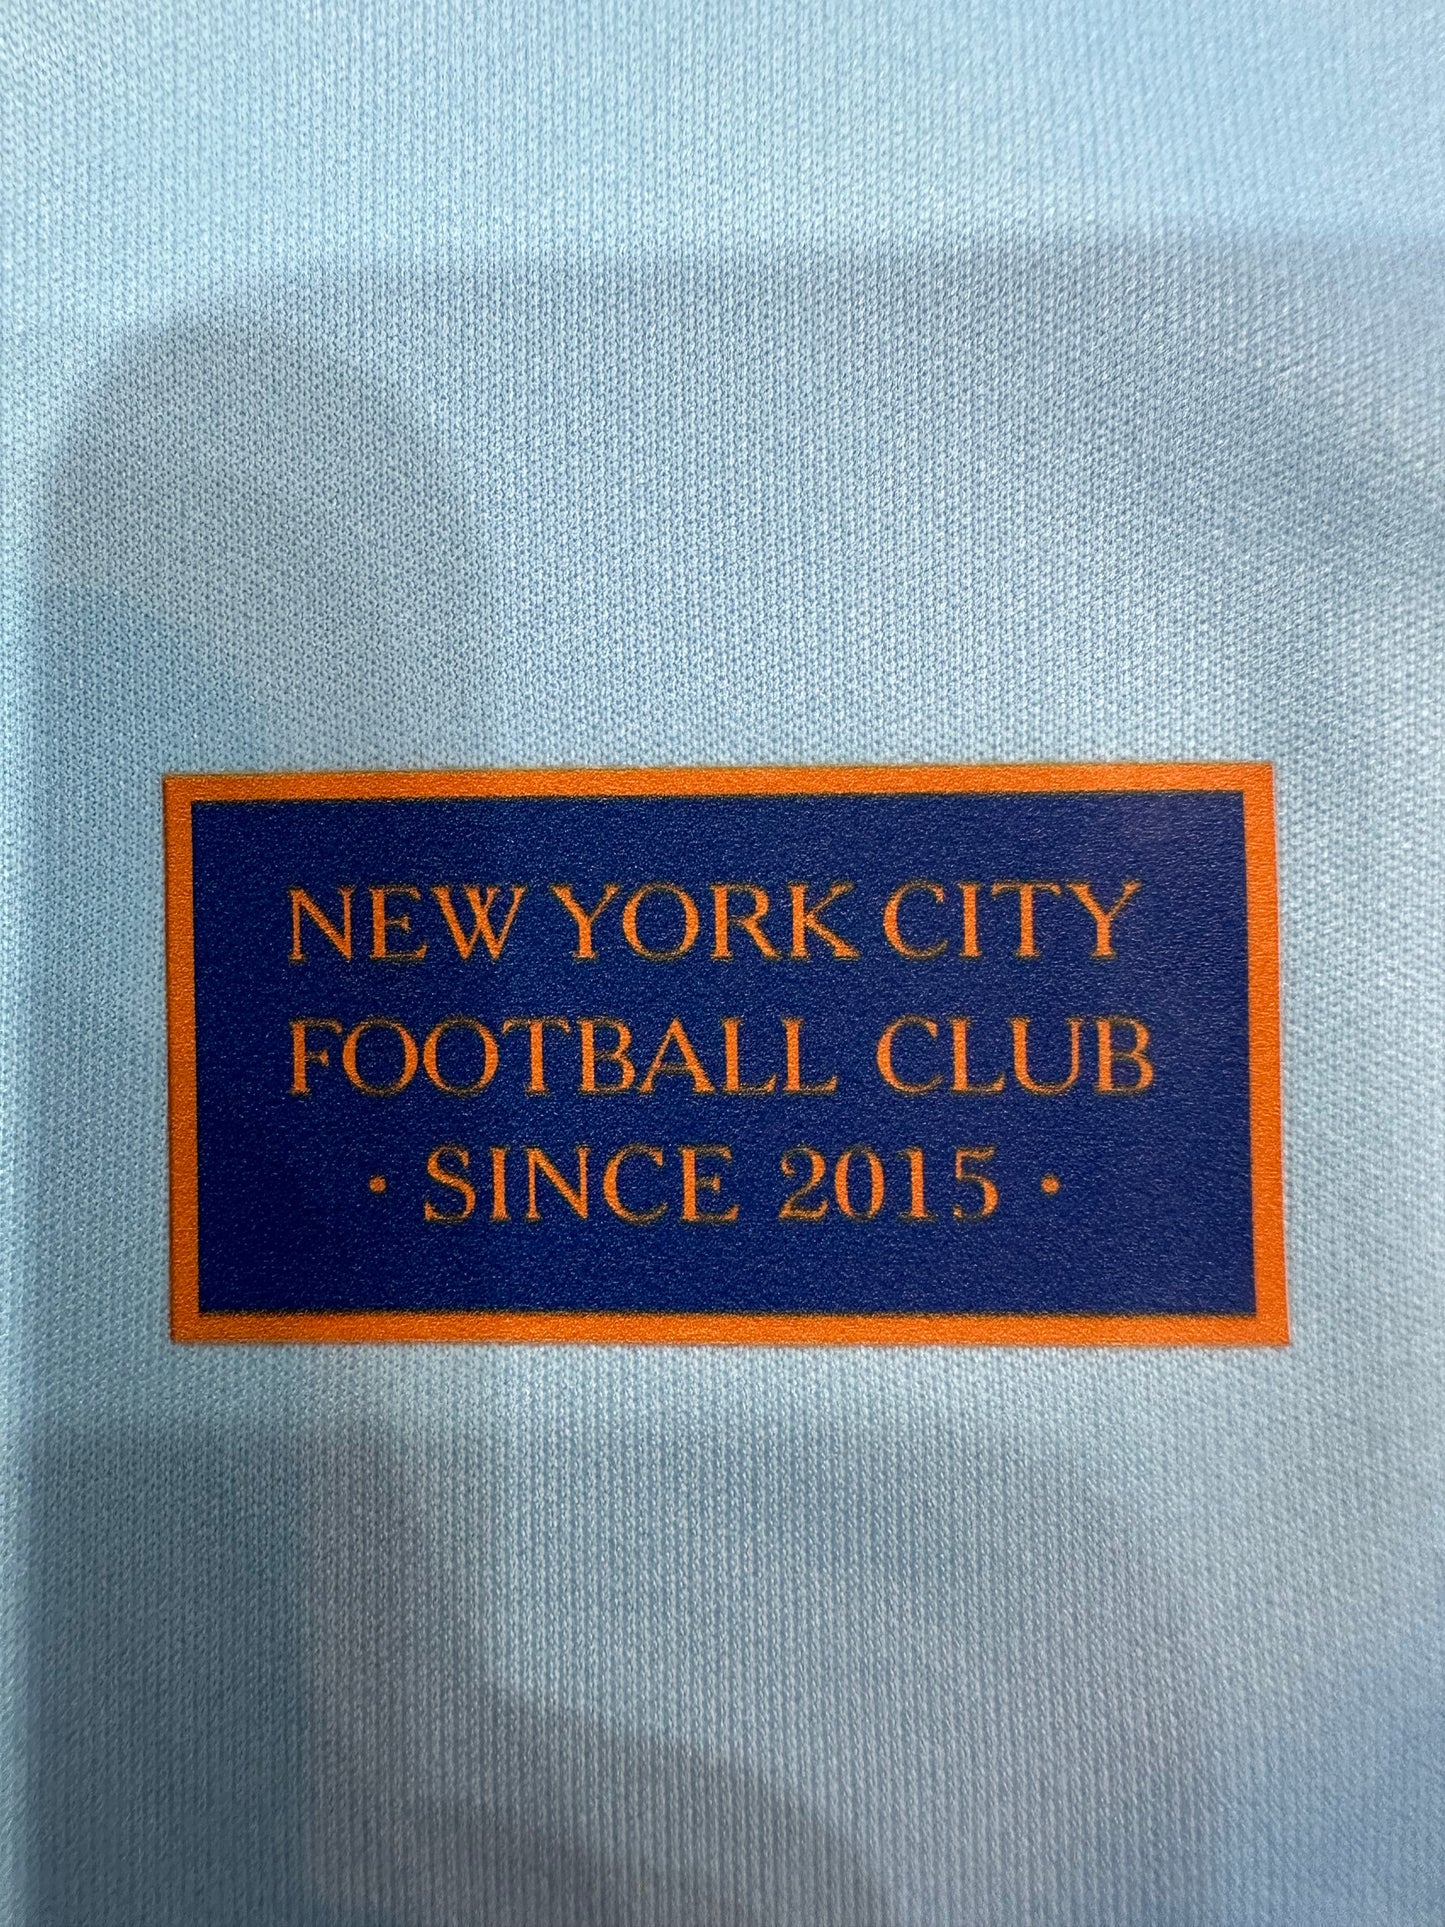 NEW YORK CITY
FOOTBALL CLUB
· SINCE 2015 ·